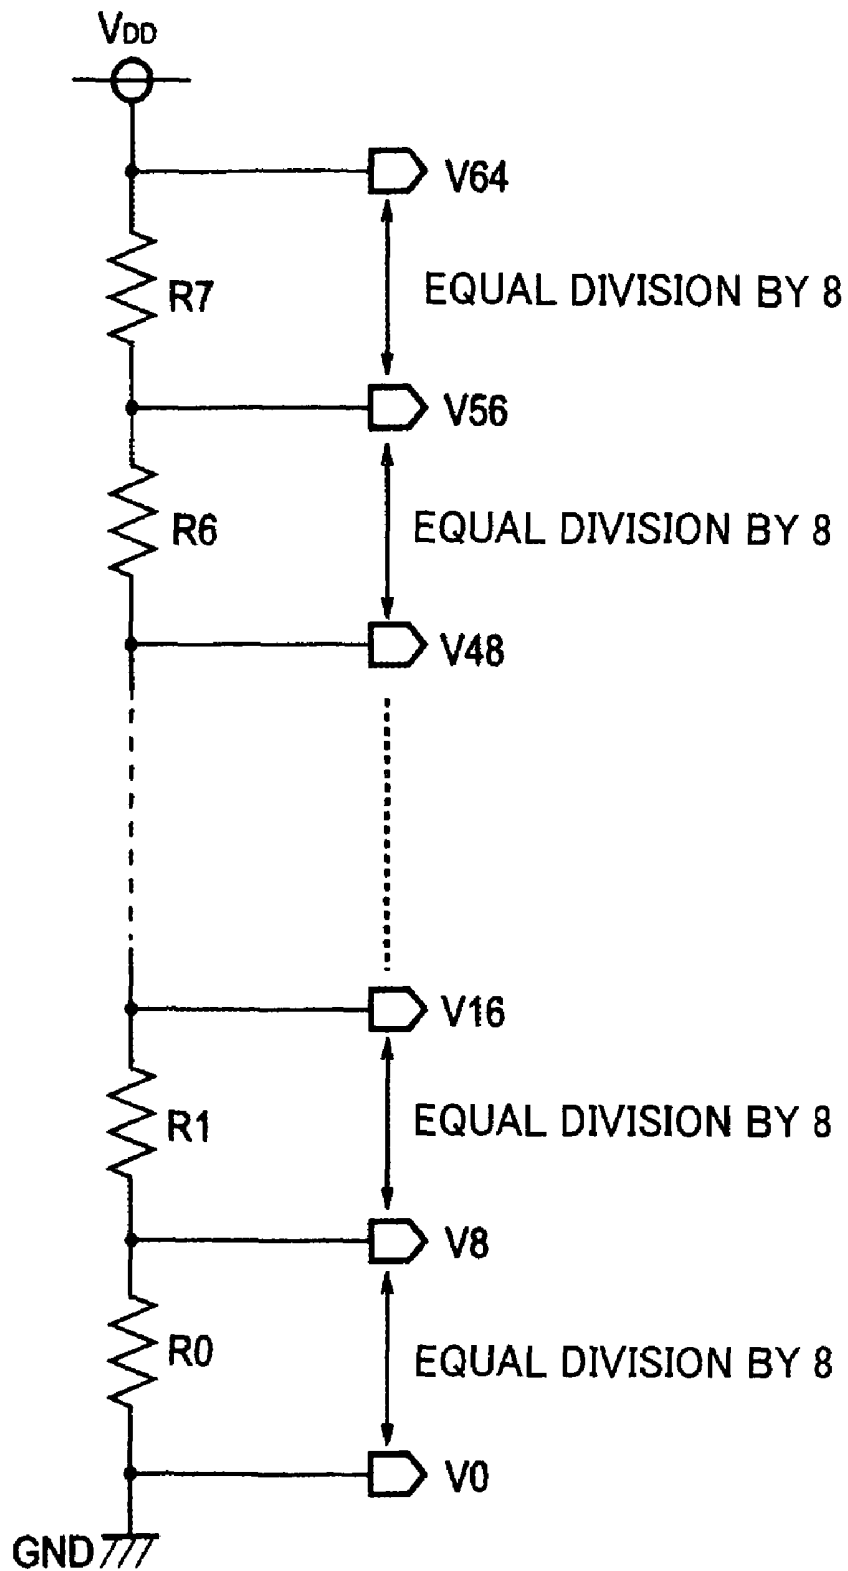 VDD
V64
R7
EQUAL DIVISION BY 8
V56
R6
EQUAL DIVISION BY 8
V48
V16
R1
EQUAL DIVISION BY 8
V8
R0
EQUAL DIVISION BY 8
V0
GND